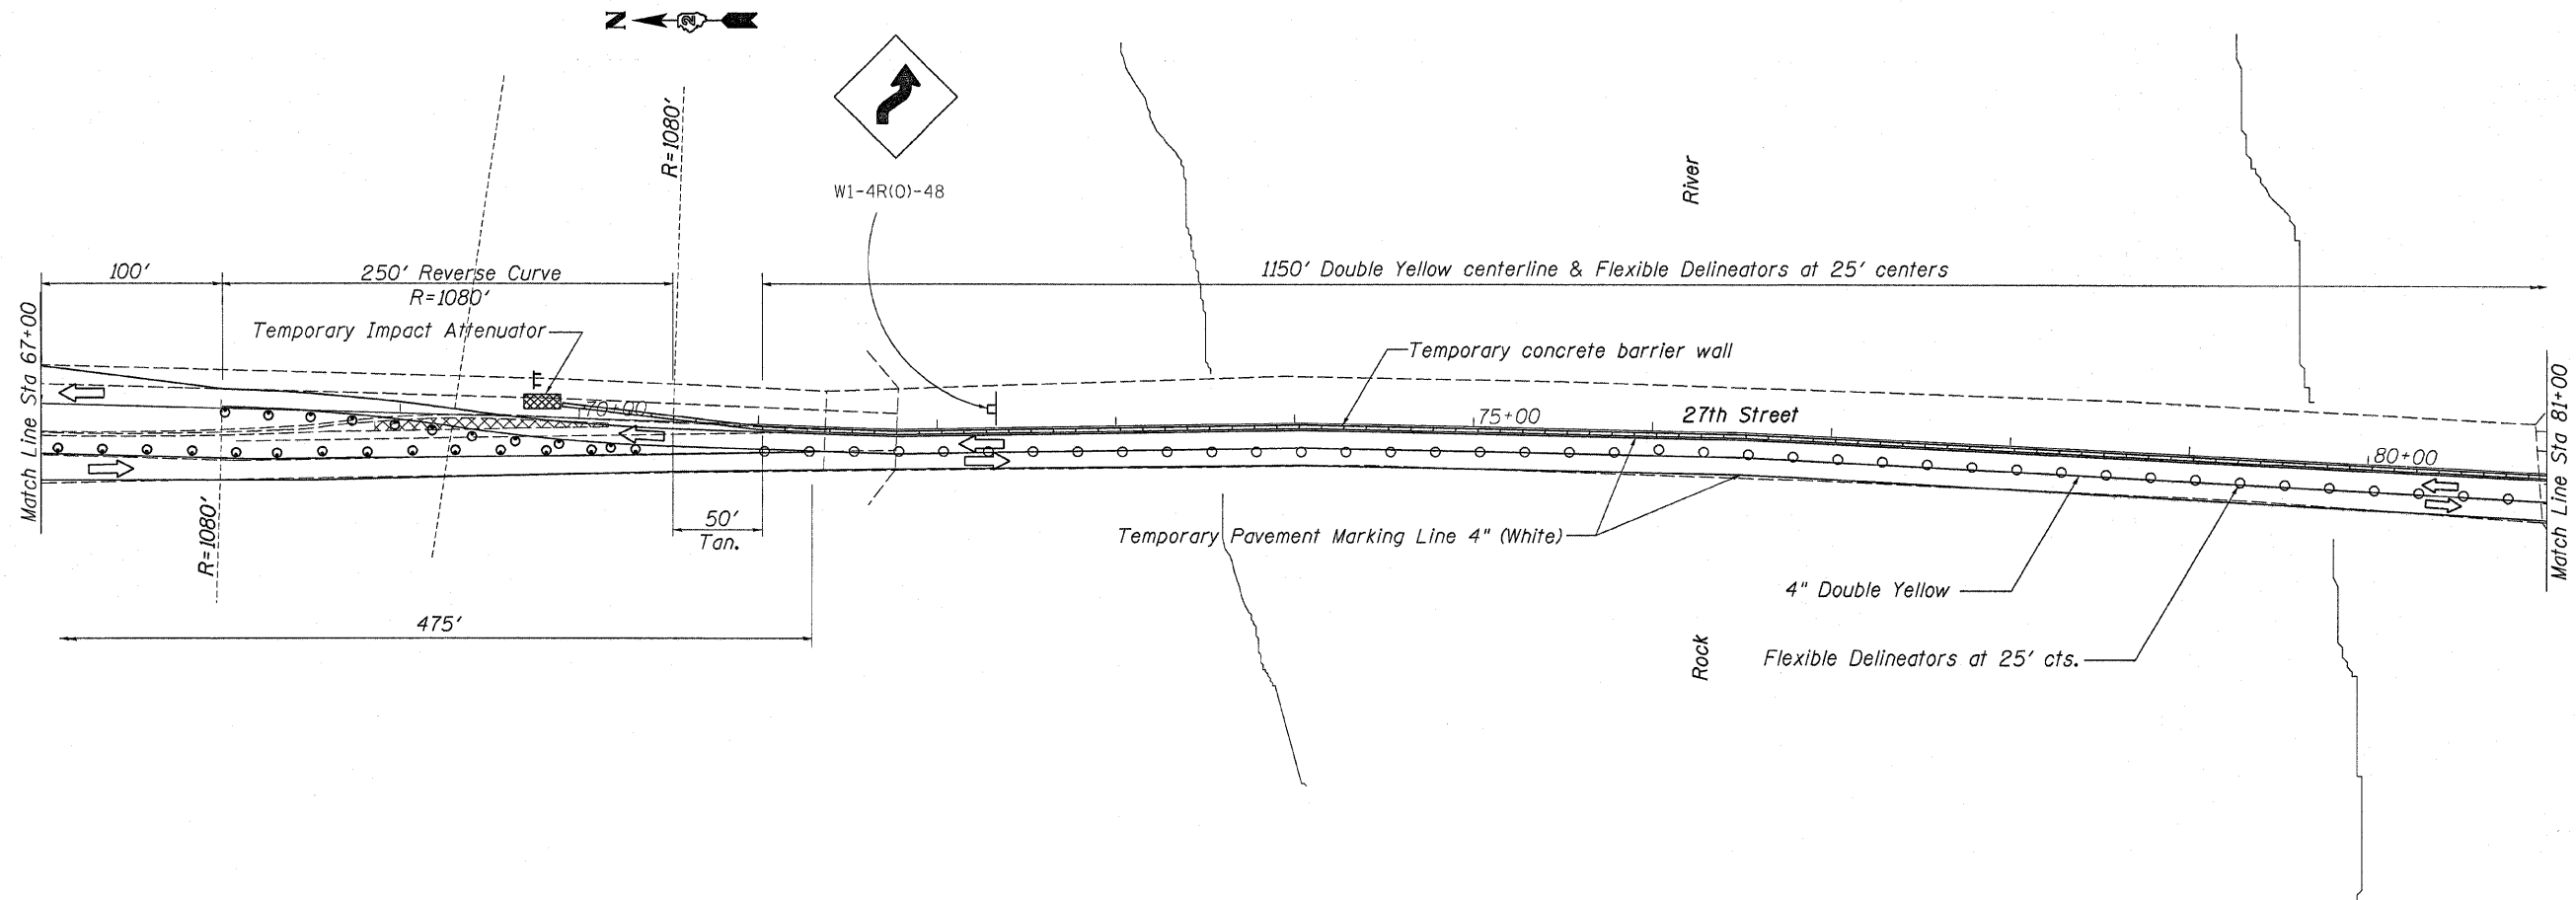 N
2
W1-4R(O)-48
R=1080'
River
100'
250' Reverse Curve
R=1080'
1150' Double Yellow centerline & Flexible Delineators at 25' centers
Temporary Impact Attenuator
Temporary concrete barrier wall
Match Line Sta 67+00
70+00
75+00
27th Street
80+00
Match Line Sta 81+00
R=1080'
50'
Tan.
Temporary Pavement Marking Line 4" (White)
4" Double Yellow
475'
Rock
Flexible Delineators at 25' cts.